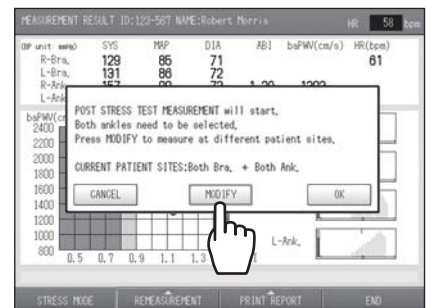 MEASUREMENT RESULT ID:123-567 NAME:Robert Morris HR 58 bpm
(BP unit: mmHg) SYS MAP DIA ABI baPWV(cm/s) HR(bpm)
R-Bra. 129 86 71 61
L-Bra. 131 86 72
R-Ank.
L-Ank
POST STRESS TEST MEASUREMENT will start.
Both ankles need to be selected.
Press MODIFY to measure at different patient sites.
CURRENT PATIENT SITES:Both Bra. + Both Ank.
CANCEL MODIFY OK
baPWV(cm
2400
2200
2000
1800
1600
1400
1200
1000
800
0.5 0.7 0.9 1.1 1.3
L-Ank.
STRESS MODE REMEASUREMENT PRINT REPORT END